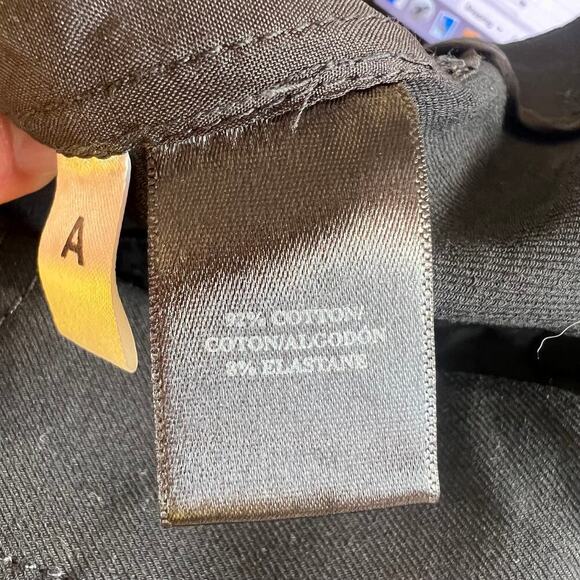 A
92% COTTON/
COTON/ALGODÓN
8% ELASTANE